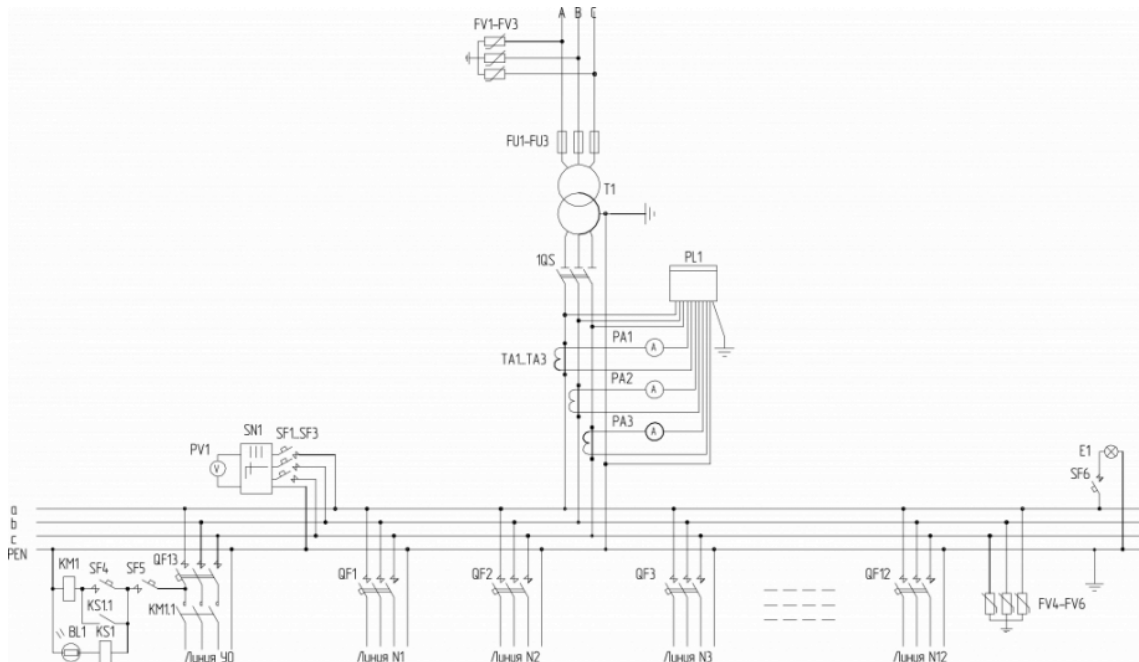 A B C
FV1-FV3
FU1-FU3
T1
1QS
PL1
PA1
A
TA1...TA3
PA2
A
PA3
A
SN1
SF1...SF3
PV1
V
E1
SF6
a
b
c
PEN
KM1
SF4
SF5
QF13
QF1
QF2
QF3
QF12
FV4-FV6
KS1.1
KM1.1
BL1
KS1
Линия УО
Линия N1
Линия N2
Линия N3
Линия N12